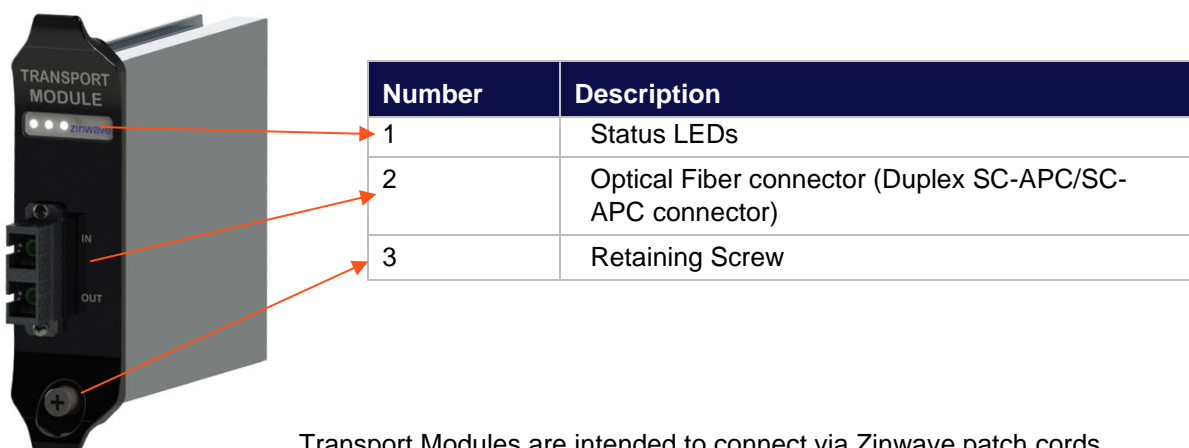 TRANSPORT
MODULE
zinwave
IN
OUT
Number Description
1 Status LEDs
2 Optical Fiber connector (Duplex SC-APC/SC-
APC connector)
3 Retaining Screw
Transport Modules are intended to connect via Zinwave patch cords